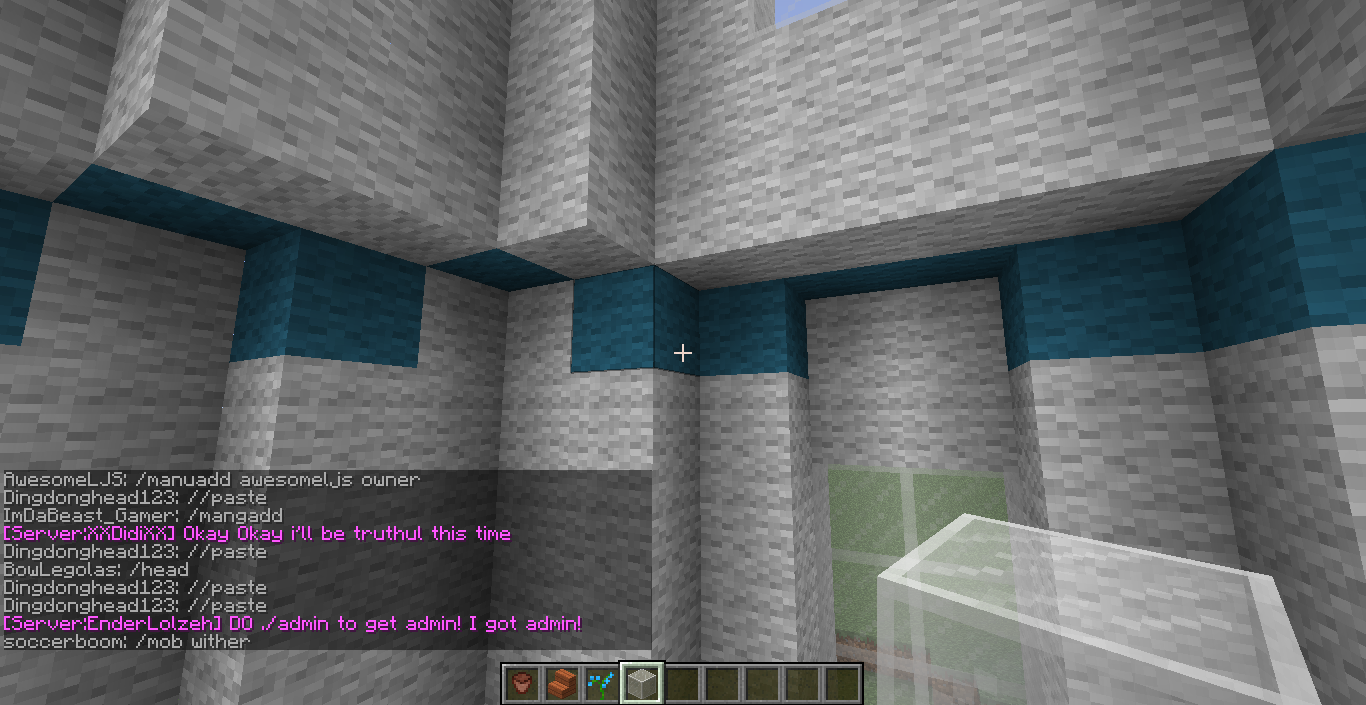 AwesomeLJS: /manuadd awesomeljs owner
Dingdonghead123: //paste
ImDaBeast_Gamer: /mangadd
[Server:XXDidiXX] Okay Okay i'll be truthul this time
Dingdonghead123: //paste
BowLegolas: /head
Dingdonghead123: //paste
Dingdonghead123: //paste
[Server:EnderLolzeh] DO ./admin to get admin! I got admin!
soccerboom: /mob wither